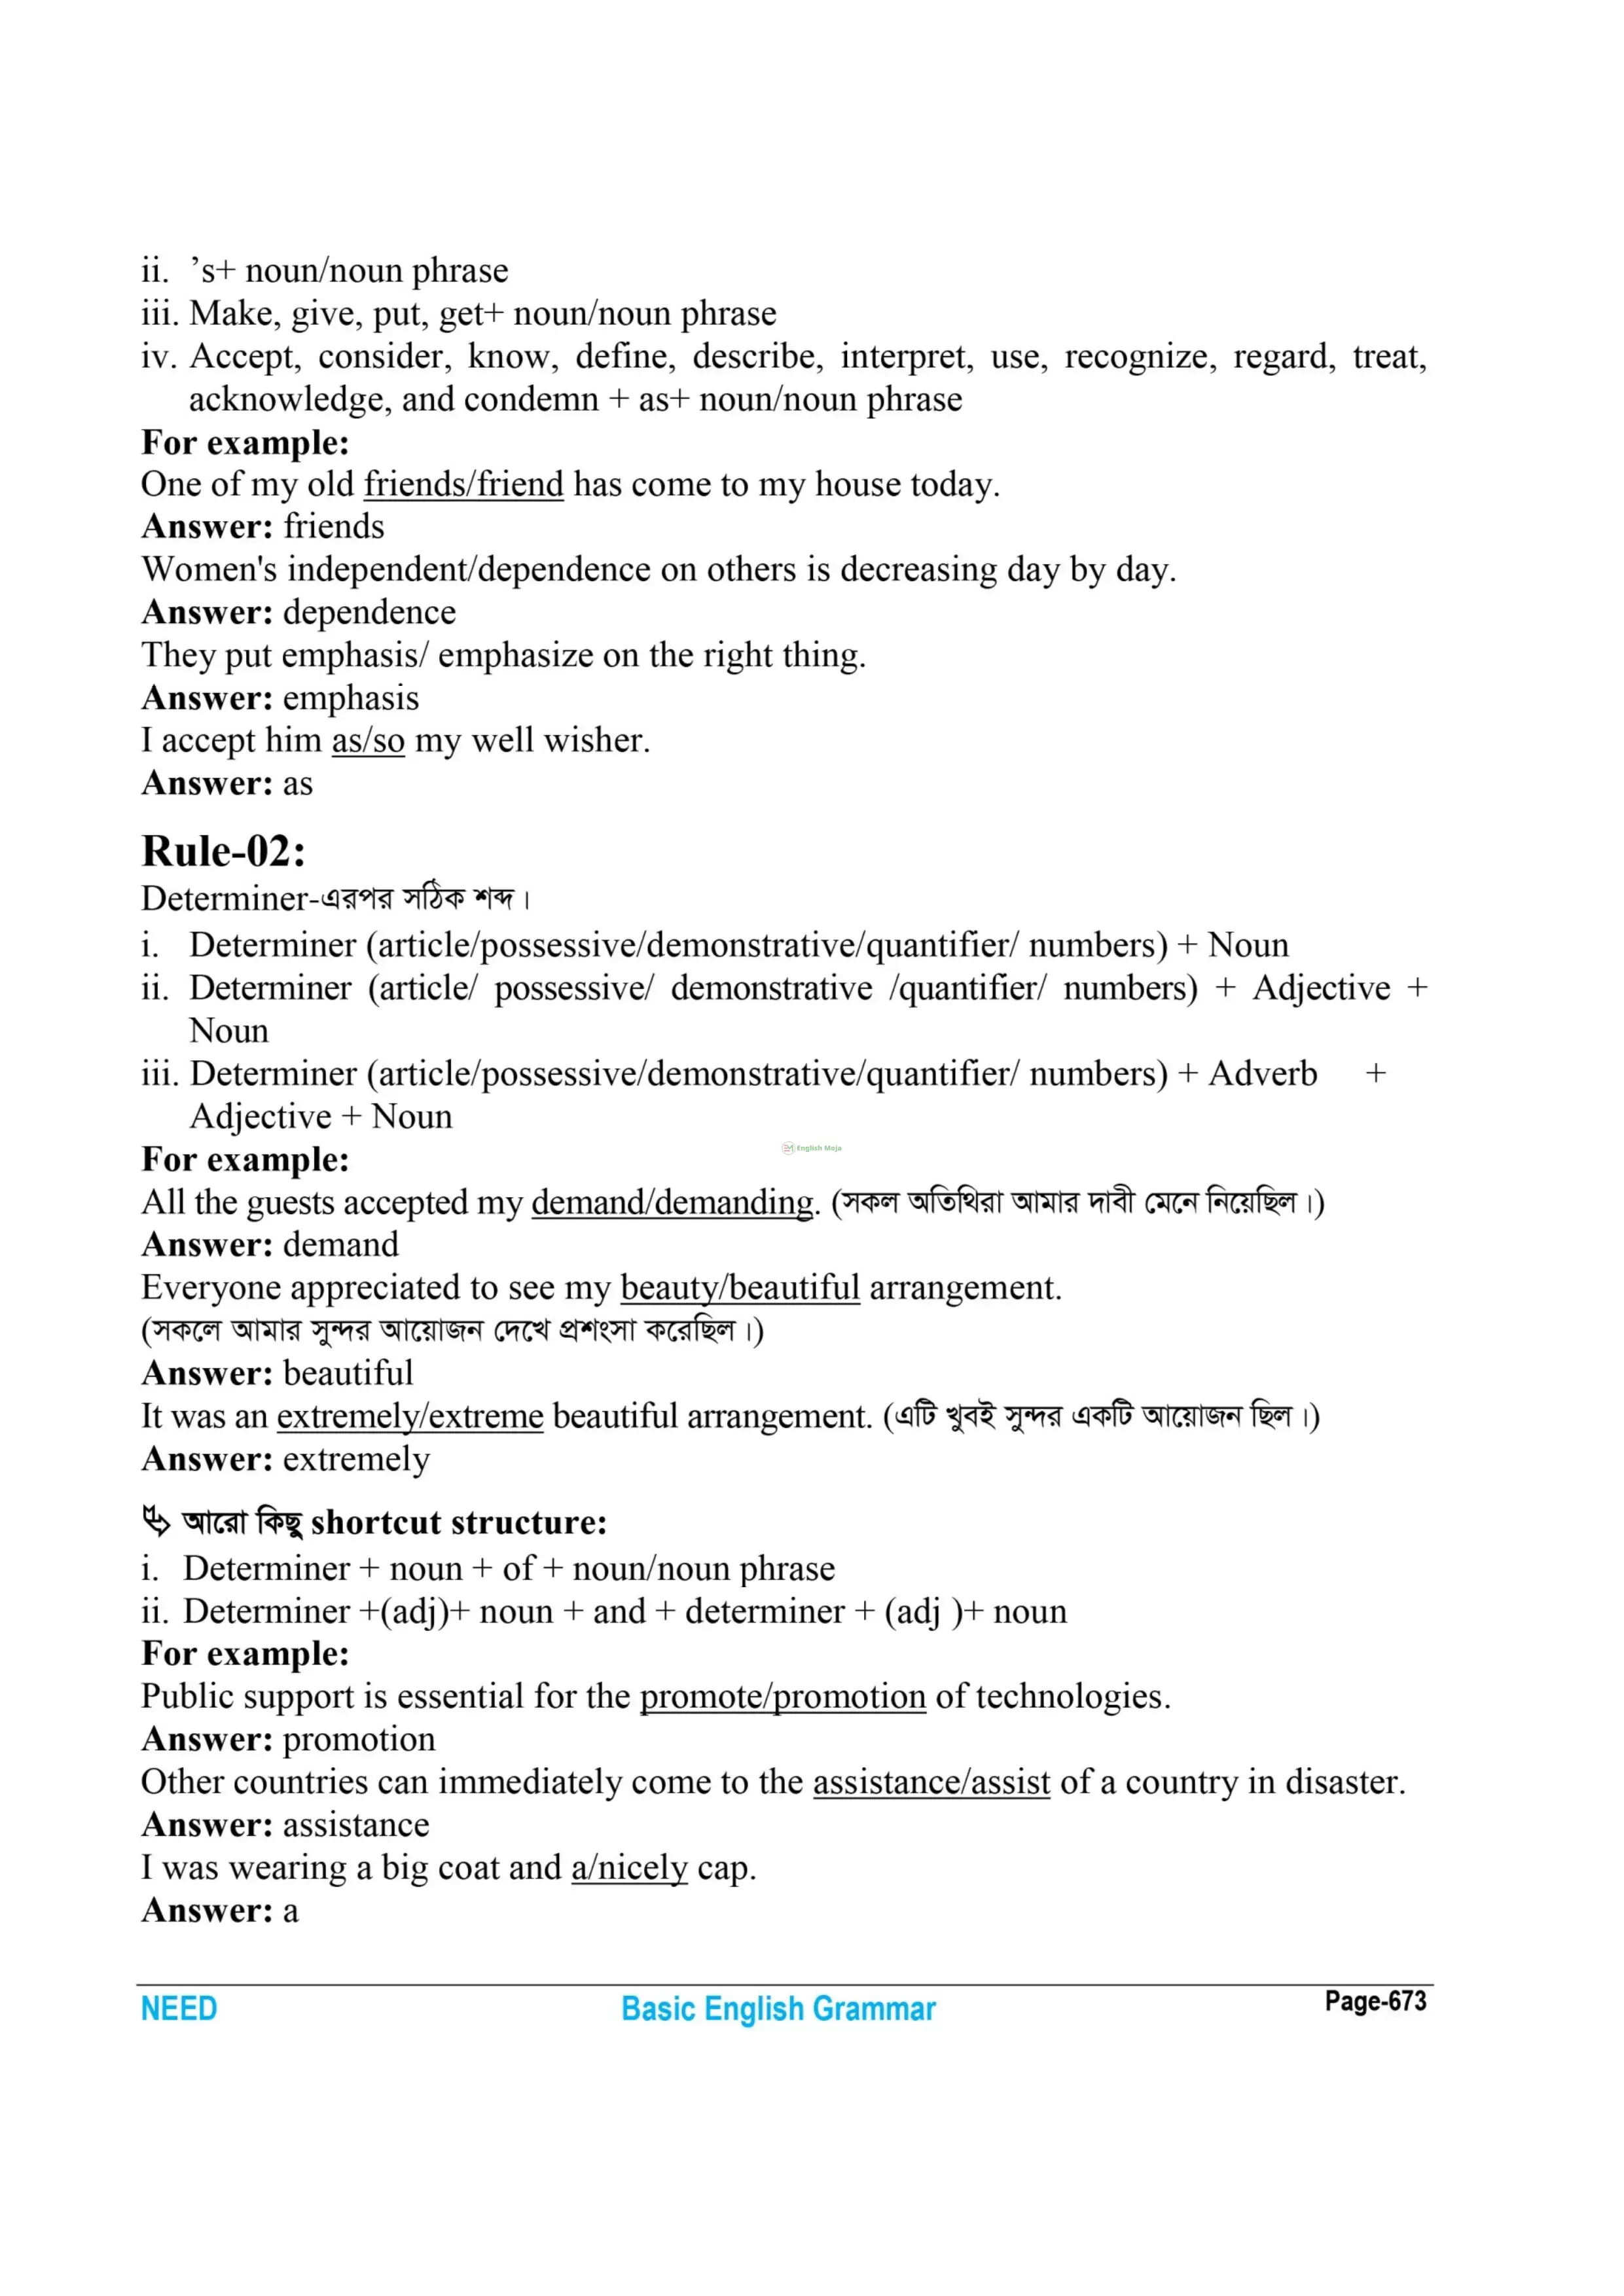 ii. ’s+ noun/noun phrase
iii. Make, give, put, get+ noun/noun phrase
iv. Accept, consider, know, define, describe, interpret, use, recognize, regard, treat,
acknowledge, and condemn + as+ noun/noun phrase
For example:
One of my old friends/friend has come to my house today.
Answer: friends
Women's independent/dependence on others is decreasing day by day.
Answer: dependence
They put emphasis/ emphasize on the right thing.
Answer: emphasis
I accept him as/so my well wisher.
Answer: as
Rule-02:
Determiner-এরপর সঠিক শব্দ।
i. Determiner (article/possessive/demonstrative/quantifier/ numbers) + Noun
ii. Determiner (article/ possessive/ demonstrative /quantifier/ numbers) + Adjective +
Noun
iii. Determiner (article/possessive/demonstrative/quantifier/ numbers) + Adverb +
Adjective + Noun
English Moja
For example:
All the guests accepted my demand/demanding. (সকল অতিথিরা আমার দাবী মেনে নিয়েছিল।)
Answer: demand
Everyone appreciated to see my beauty/beautiful arrangement.
(সকলে আমার সুন্দর আয়োজন দেখে প্রশংসা করেছিল।)
Answer: beautiful
It was an extremely/extreme beautiful arrangement. (এটি খুবই সুন্দর একটি আয়োজন ছিল।)
Answer: extremely
আরো কিছু shortcut structure:
i. Determiner + noun + of + noun/noun phrase
ii. Determiner +(adj)+ noun + and + determiner + (adj )+ noun
For example:
Public support is essential for the promote/promotion of technologies.
Answer: promotion
Other countries can immediately come to the assistance/assist of a country in disaster.
Answer: assistance
I was wearing a big coat and a/nicely cap.
Answer: a
NEED Basic English Grammar Page-673